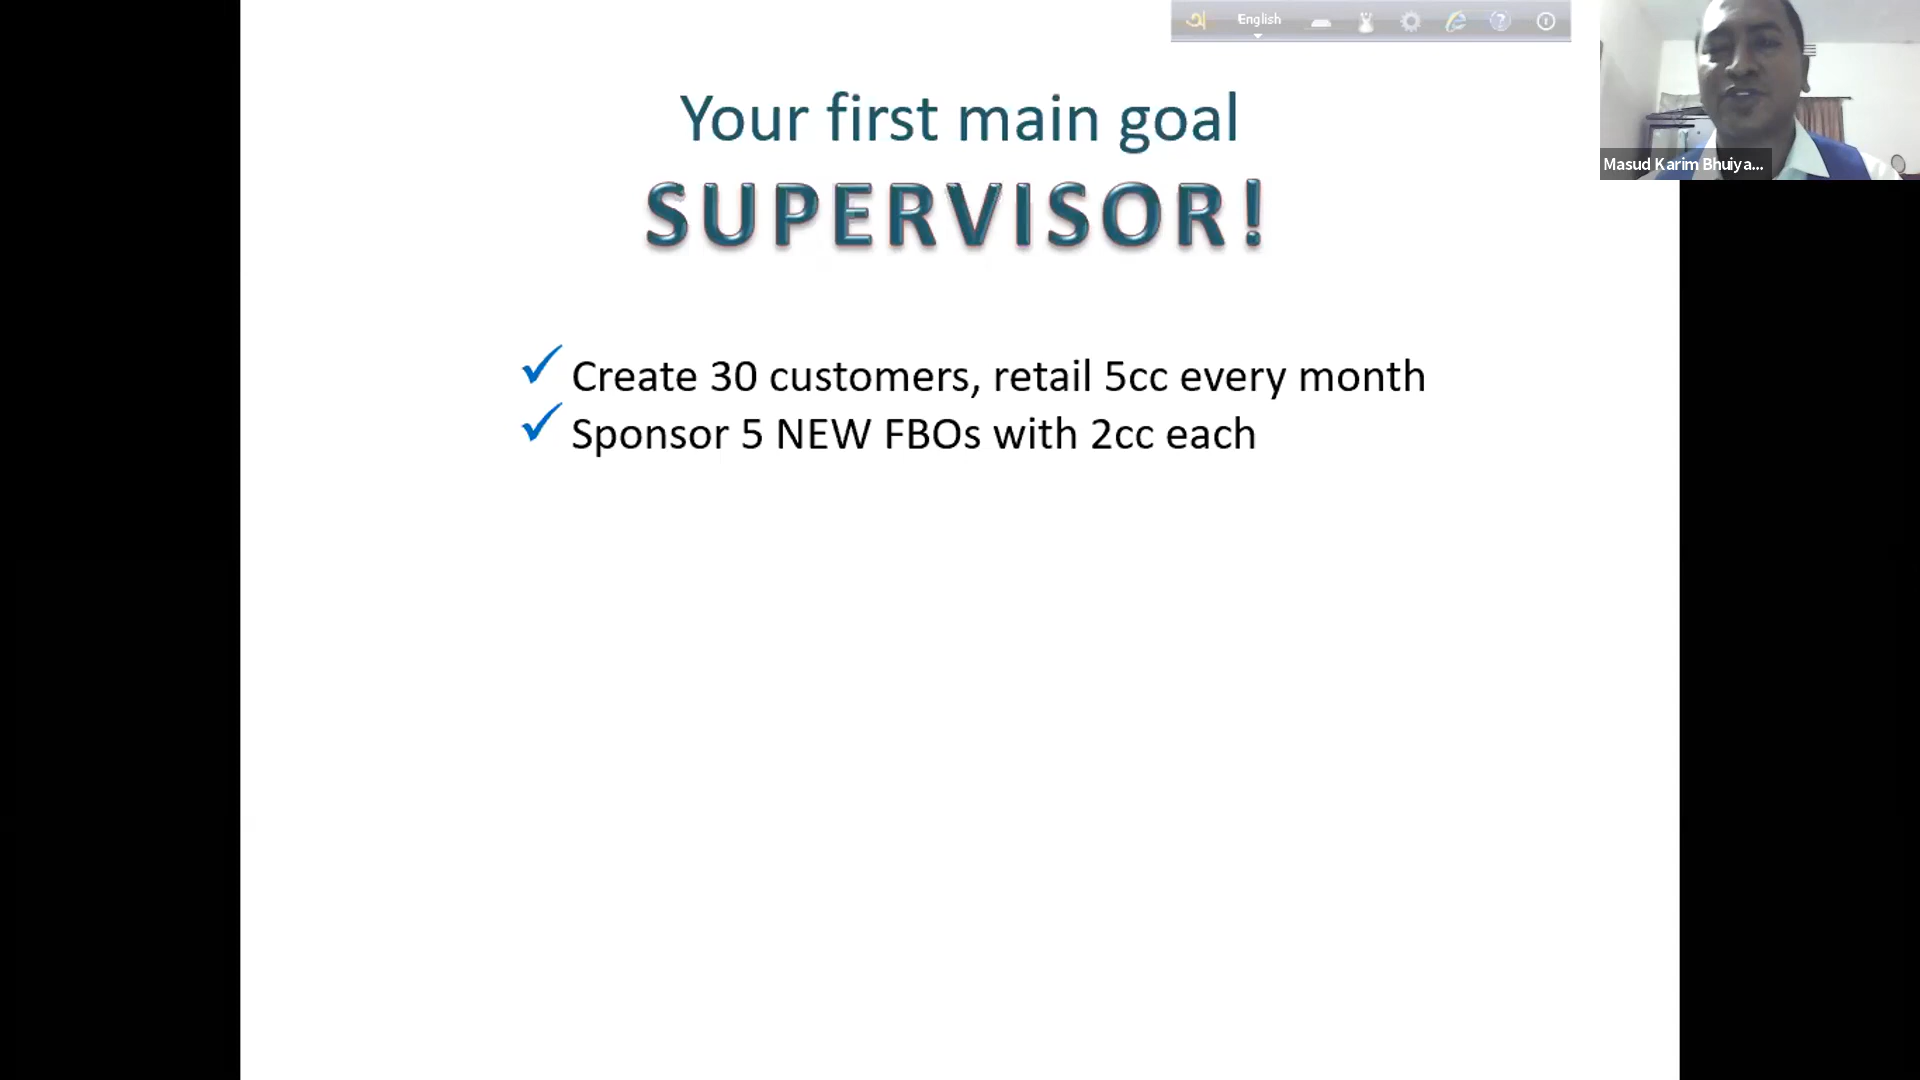 অ English
Masud Karim Bhuiya...
Your first main goal
SUPERVISOR!
Create 30 customers, retail 5cc every month
Sponsor 5 NEW FBOs with 2cc each